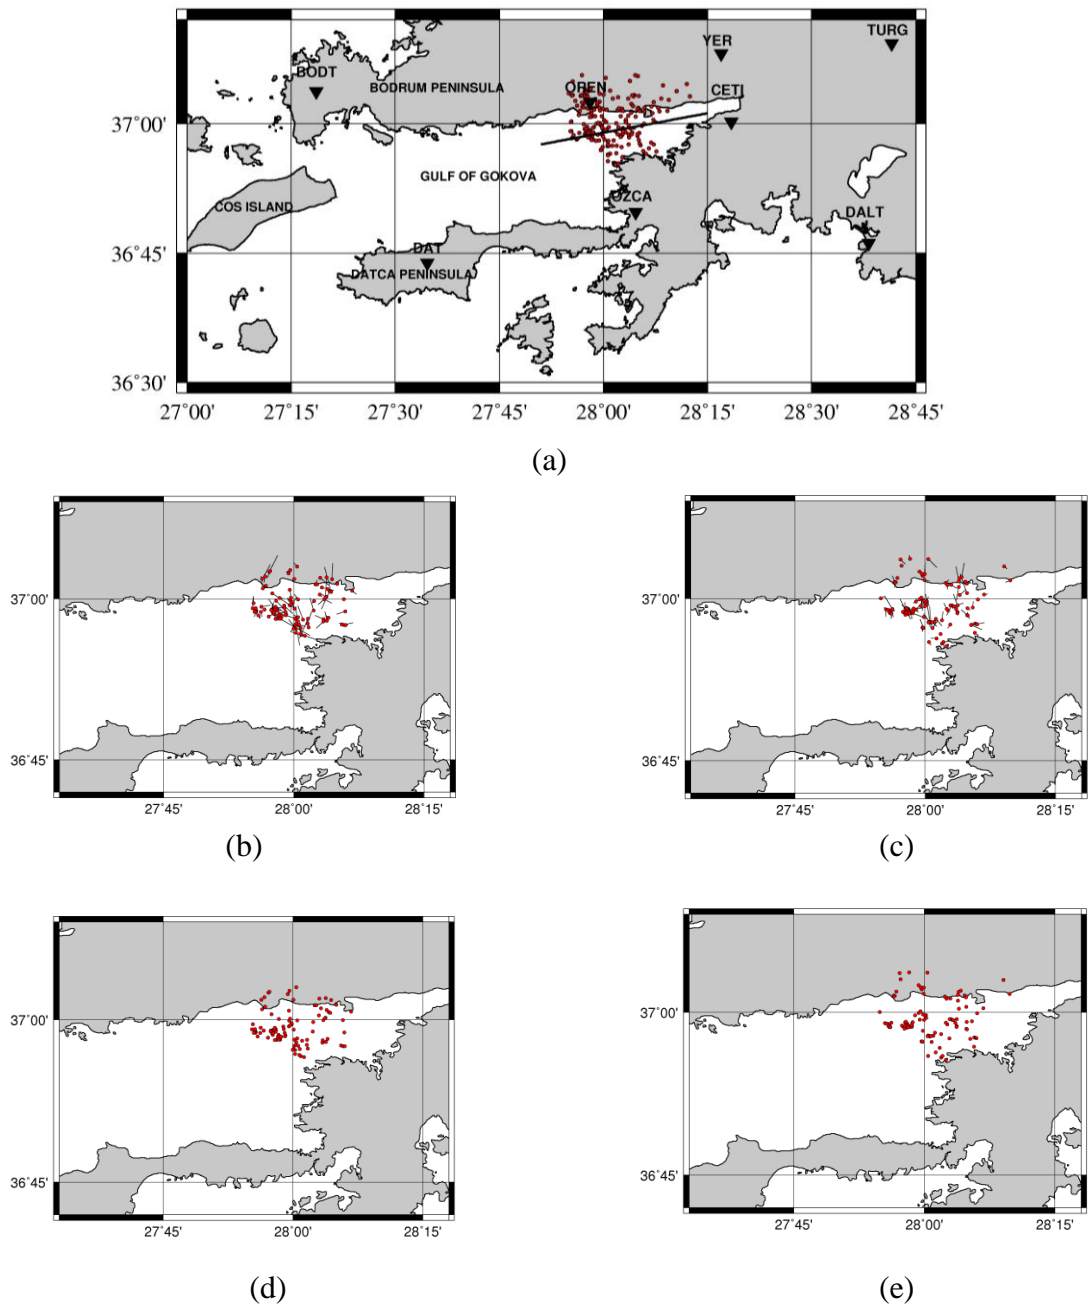 TURG
YER
BODT
BODRUM PENINSULA
OREN
CETI
37°00'
GULF OF GOKOVA
OZCA
COS ISLAND
DALT
DAT
36°45'
DATCA PENINSULA
36°30'
27°00' 27°15' 27°30' 27°45' 28°00' 28°15' 28°30' 28°45'
(a)
37°00'
36°45'
27°45' 28°00' 28°15'
(b)
37°00'
36°45'
27°45' 28°00' 28°15'
(c)
37°00'
36°45'
27°45' 28°00' 28°15'
(d)
37°00'
36°45'
27°45' 28°00' 28°15'
(e)